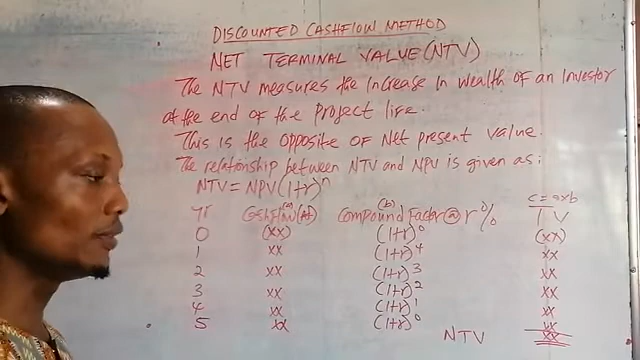 DISCOUNTED CASHFLOW METHOD
NET TERMINAL VALUE (NTV)
The NTV measures the Increase in Wealth of an Investor
at the end of the Project life.
This is the opposite of Net present value.
The relationship between NTV and NPV is given as:
NTV = NPV(1+r)ⁿ
Yr Cashflow (a) Compound Factor @ r% (b) c = axb
TV
0 (xx) (1+r)⁰ (xx)
1 xx (1+r)⁴ xx
2 xx (1+r)³ xx
3 xx (1+r)² xx
4 xx (1+r)¹ xx
5 xx (1+r)⁰ xx
NTV xx